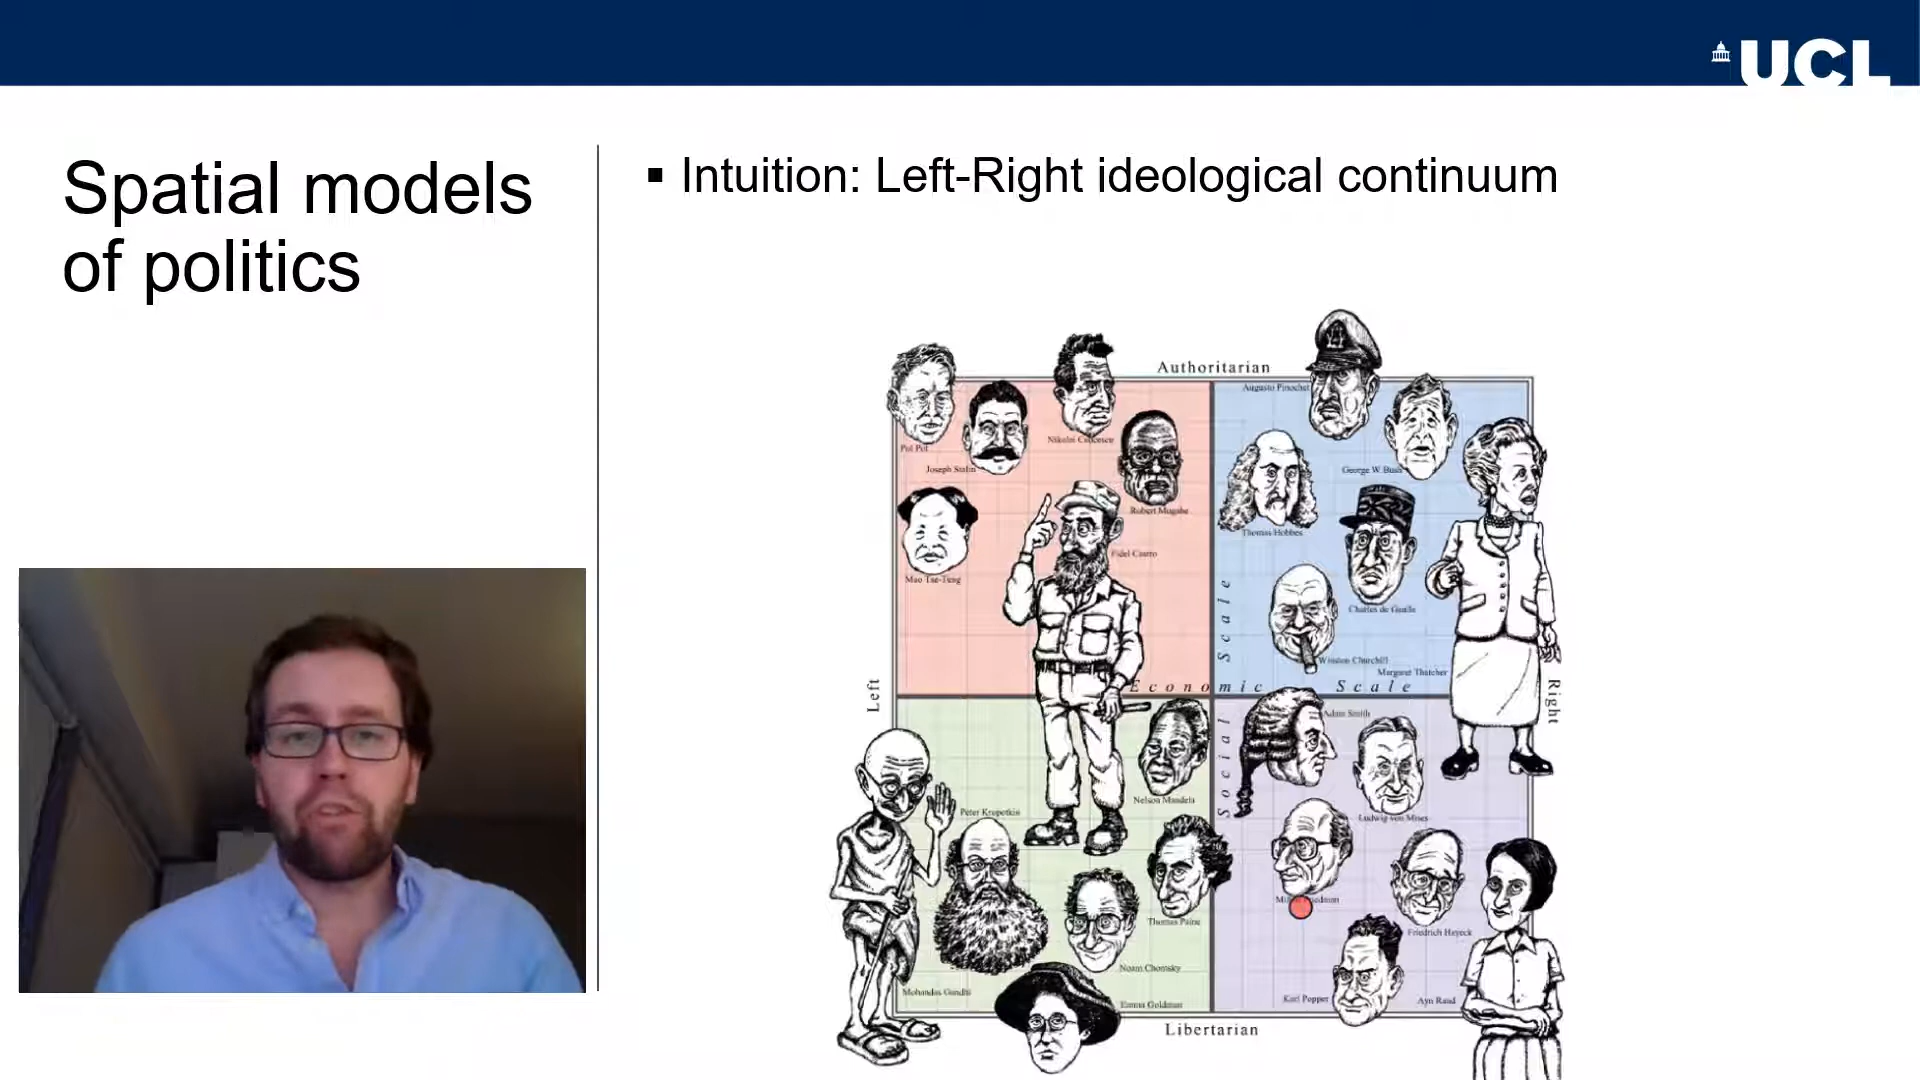 UCL
Spatial models
of politics
▪ Intuition: Left-Right ideological continuum
Authoritarian
Augusto Pinochet
Pol Pot
Nikolai
Joseph Stalin
George W Bush
Robert Mugabe
Thomas Hobbes
Fidel Castro
Mao Tse-Tung
Charles de Gaulle
Winston Churchill
Margaret Thatcher
Left
Economic Scale
Right
Social Scale
Adam Smith
Nelson Mandela
Peter Kropotkin
Ludwig von Mises
Friedman
Thomas Paine
Friedrich Hayeck
Noam Chomsky
Mohandas Gandhi
Emma Goldman
Karl Popper
Ayn Rand
Libertarian